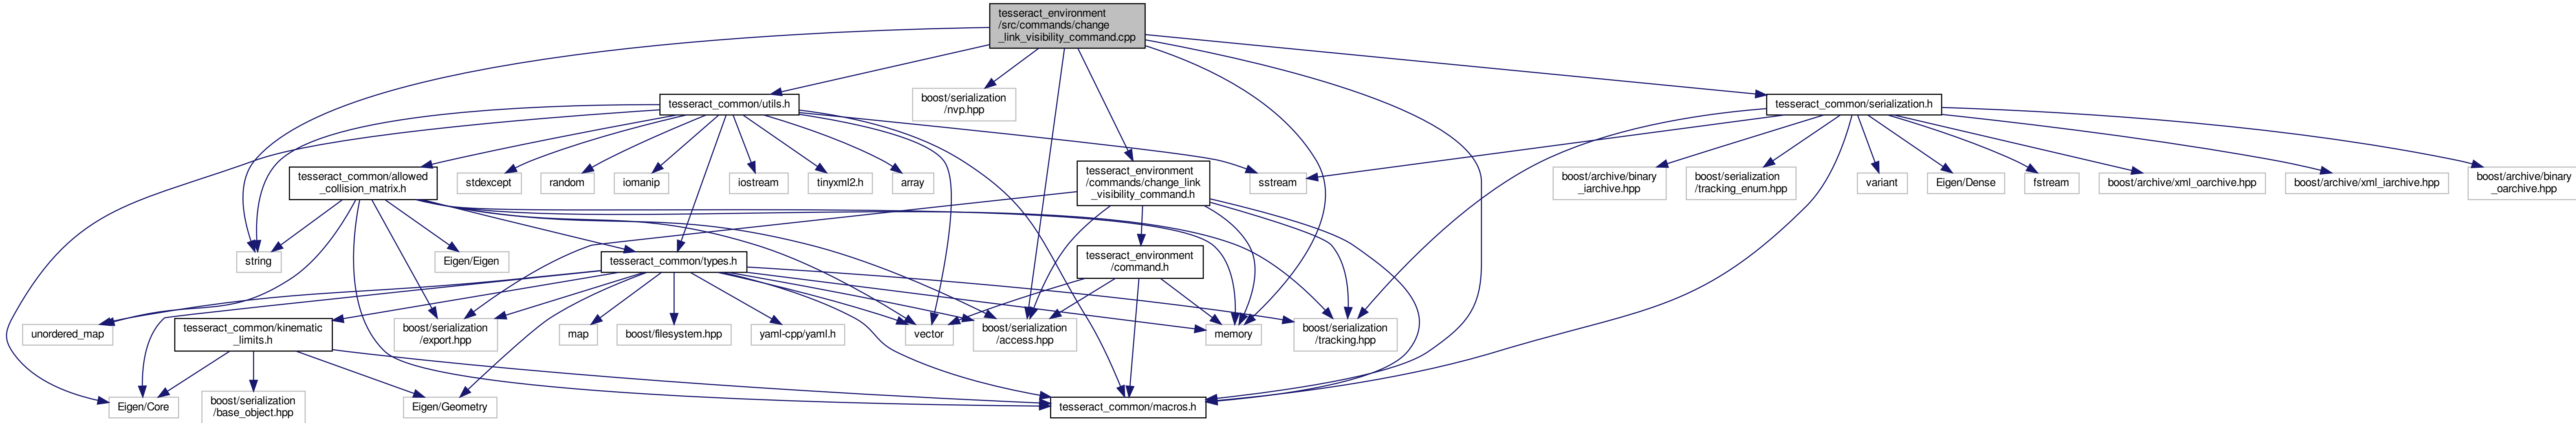 tesseract_environment
/src/commands/change
_link_visibility_command.cpp
tesseract_common/utils.h
boost/serialization
/nvp.hpp
tesseract_common/serialization.h
tesseract_common/allowed
_collision_matrix.h
stdexcept
random
iomanip
iostream
tinyxml2.h
array
tesseract_environment
/commands/change_link
_visibility_command.h
sstream
boost/archive/binary
_iarchive.hpp
boost/serialization
/tracking_enum.hpp
variant
Eigen/Dense
fstream
boost/archive/xml_oarchive.hpp
boost/archive/xml_iarchive.hpp
boost/archive/binary
_oarchive.hpp
string
Eigen/Eigen
tesseract_common/types.h
tesseract_environment
/command.h
unordered_map
tesseract_common/kinematic
_limits.h
boost/serialization
/export.hpp
map
boost/filesystem.hpp
yaml-cpp/yaml.h
vector
boost/serialization
/access.hpp
memory
boost/serialization
/tracking.hpp
Eigen/Core
boost/serialization
/base_object.hpp
Eigen/Geometry
tesseract_common/macros.h